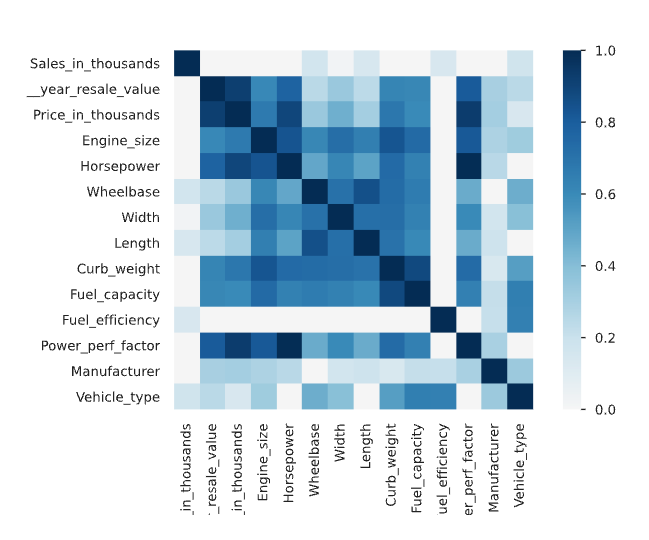 Sales_in_thousands
__year_resale_value
Price_in_thousands
Engine_size
Horsepower
Wheelbase
Width
Length
Curb_weight
Fuel_capacity
Fuel_efficiency
Power_perf_factor
Manufacturer
Vehicle_type
1.0
0.8
0.6
0.4
0.2
0.0
_in_thousands
_resale_value
_in_thousands
Engine_size
Horsepower
Wheelbase
Width
Length
Curb_weight
Fuel_capacity
uel_efficiency
er_perf_factor
Manufacturer
Vehicle_type